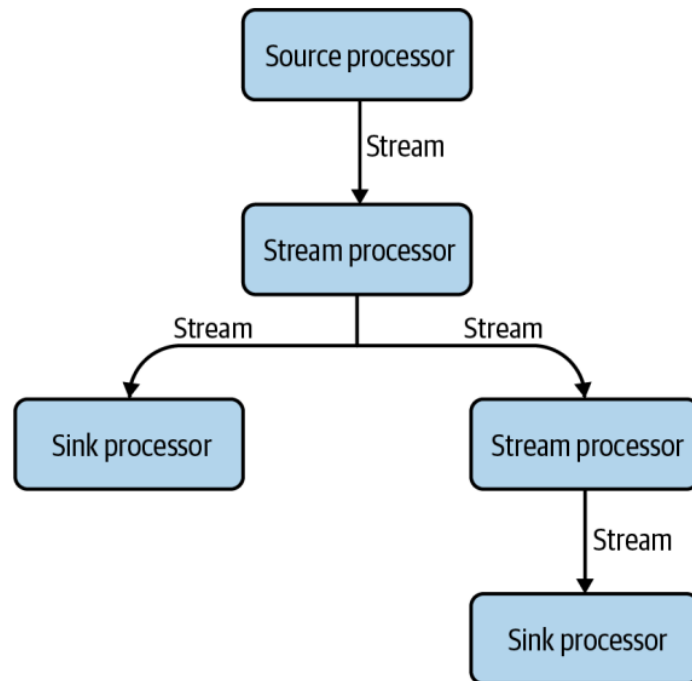 Source processor
Stream
Stream processor
Stream
Stream
Sink processor
Stream processor
Stream
Sink processor